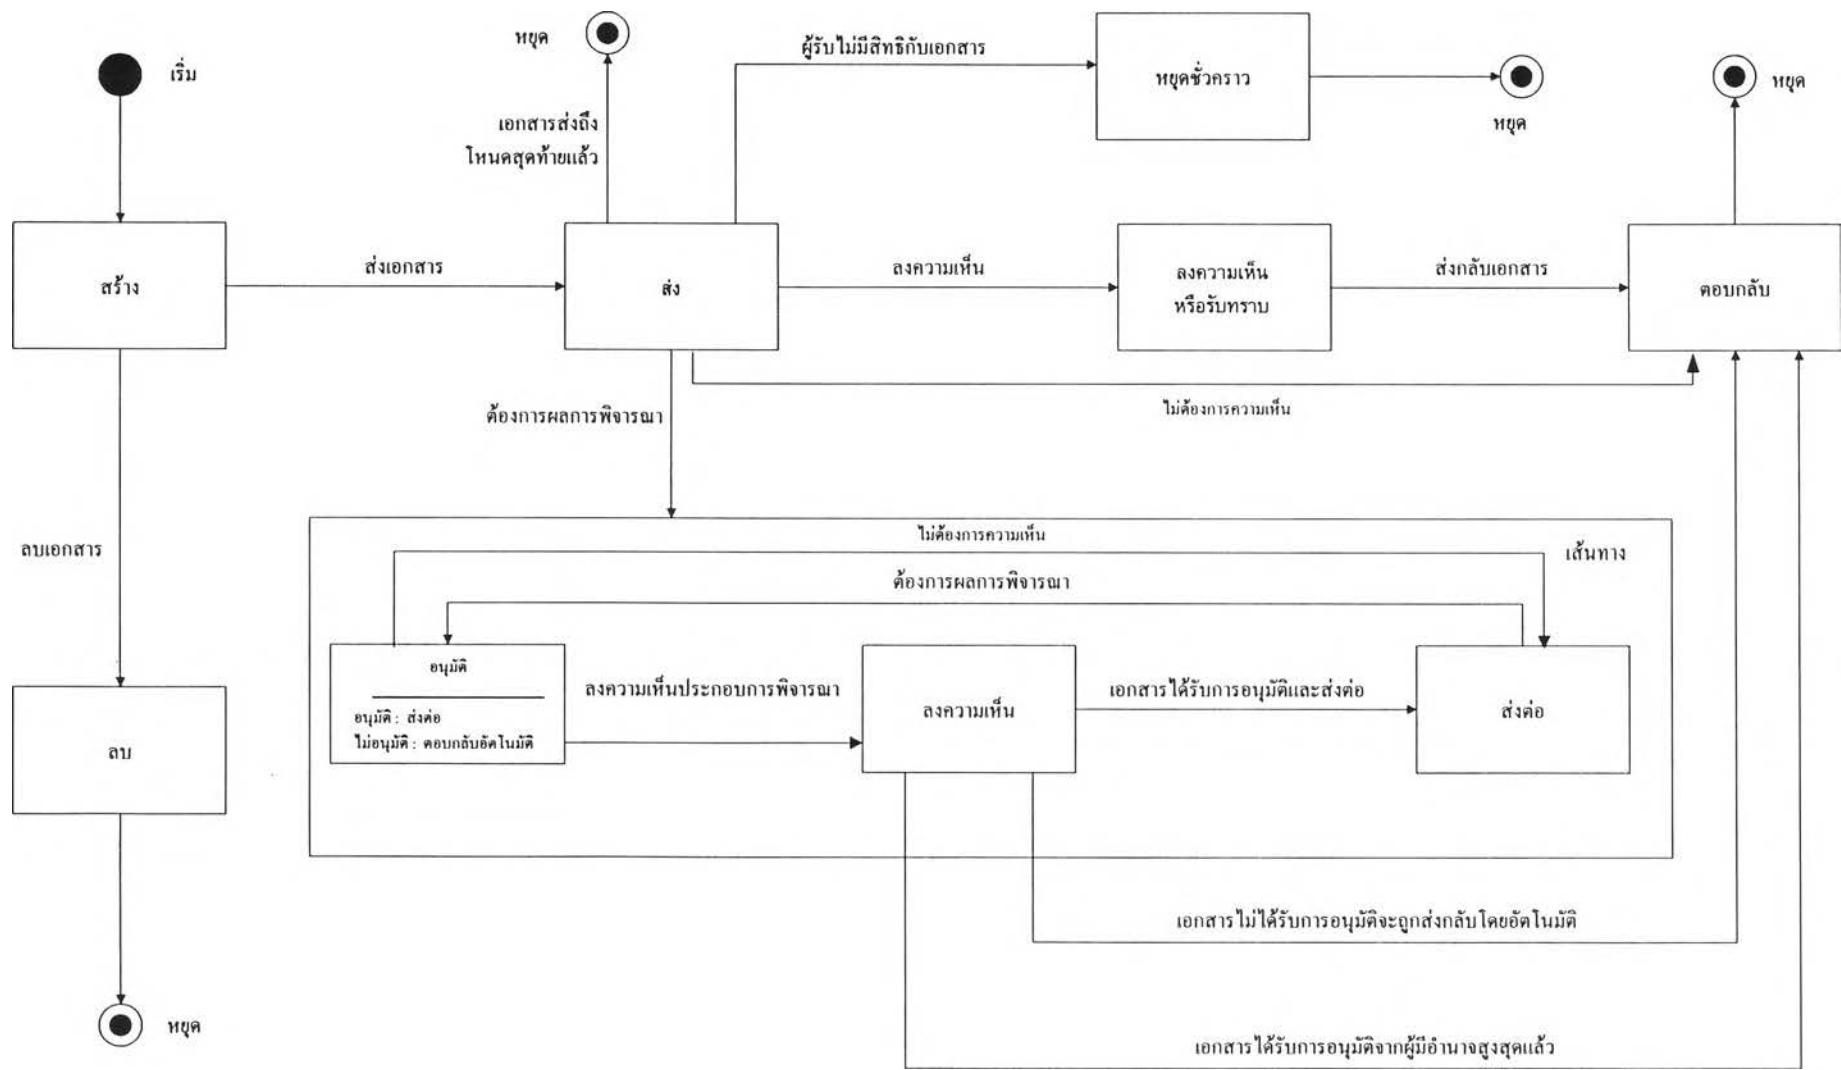 หยุด
ผู้รับไม่มีสิทธิกับเอกสาร
เริ่ม
หยุดชั่วคราว
หยุด
หยุด
เอกสารส่งถึง
โหนดสุดท้ายแล้ว
สร้าง
ส่งเอกสาร
ส่ง
ลงความเห็น
ลงความเห็น
หรือรับทราบ
ส่งกลับเอกสาร
ตอบกลับ
ไม่ต้องการความเห็น
ต้องการผลการพิจารณา
ลบเอกสาร
ไม่ต้องการความเห็น
เส้นทาง
ต้องการผลการพิจารณา
อนุมัติ
อนุมัติ : ส่งต่อ
ไม่อนุมัติ : ตอบกลับอัตโนมัติ
ลงความเห็นประกอบการพิจารณา
ลงความเห็น
เอกสารได้รับการอนุมัติและส่งต่อ
ส่งต่อ
ลบ
เอกสารไม่ได้รับการอนุมัติจะถูกส่งกลับโดยอัตโนมัติ
หยุด
เอกสารได้รับการอนุมัติจากผู้มีอำนาจสูงสุดแล้ว